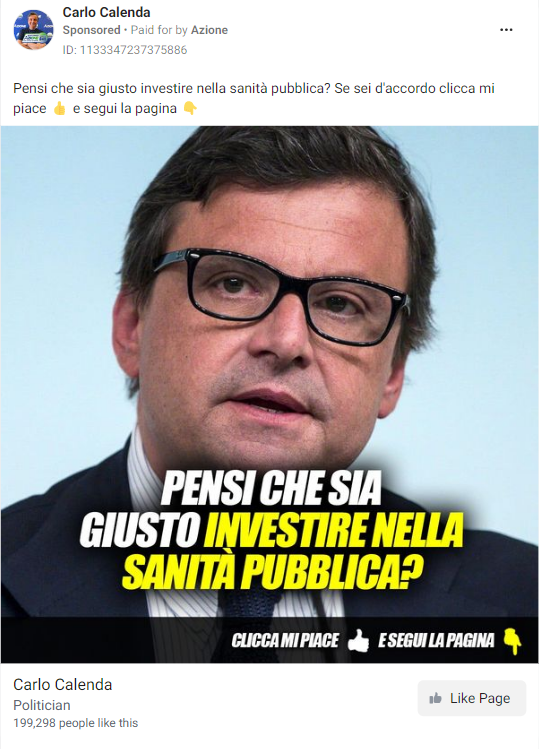 Carlo Calenda
Sponsored • Paid for by Azione
ID: 1133347237375886
Pensi che sia giusto investire nella sanità pubblica? Se sei d'accordo clicca mi
piace 👍 e segui la pagina 👇
PENSI CHE SIA
GIUSTO INVESTIRE NELLA
SANITÀ PUBBLICA?
CLICCA MI PIACE 👍 E SEGUI LA PAGINA 👇
Carlo Calenda
Politician
199,298 people like this
Like Page